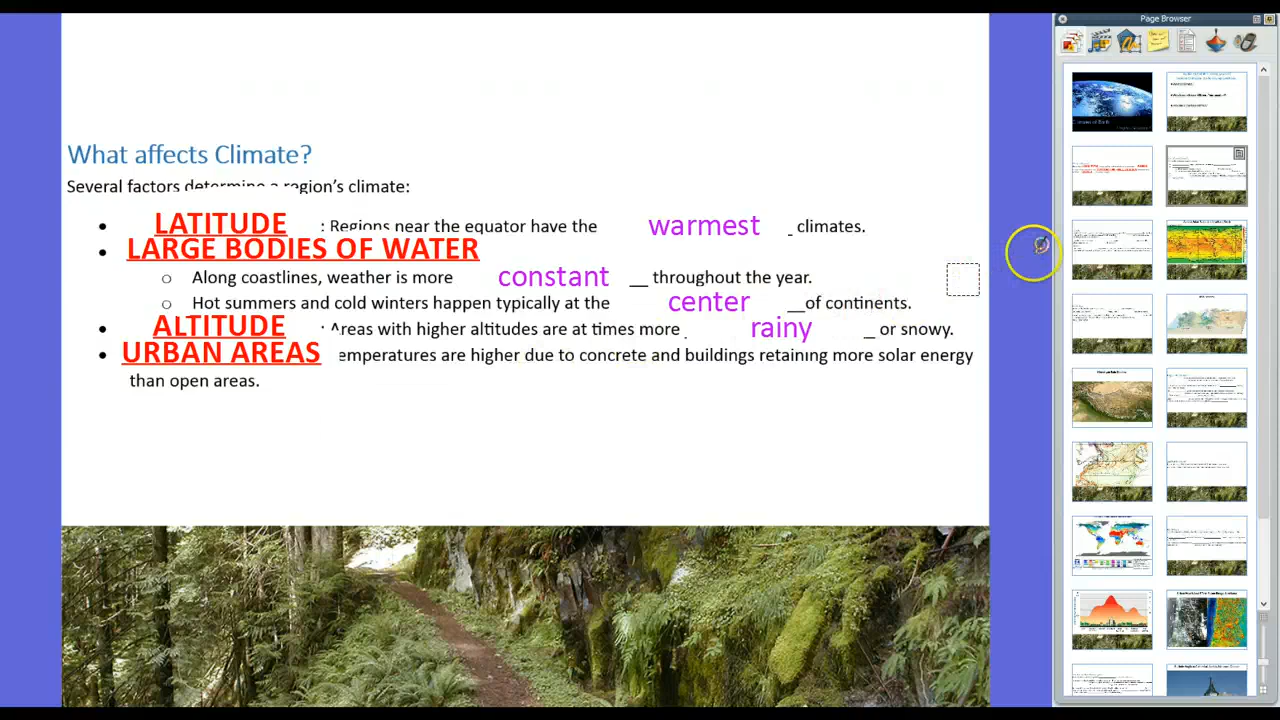 Page Browser
What affects Climate?
Several factors determine a region's climate:
• LATITUDE : Regions near the equator have the warmest _ climates.
• LARGE BODIES OF WATER
o Along coastlines, weather is more constant __ throughout the year.
o Hot summers and cold winters happen typically at the center __of continents.
• ALTITUDE : Areas with higher altitudes are at times more rainy _ or snowy.
• URBAN AREAS emperatures are higher due to concrete and buildings retaining more solar energy
than open areas.